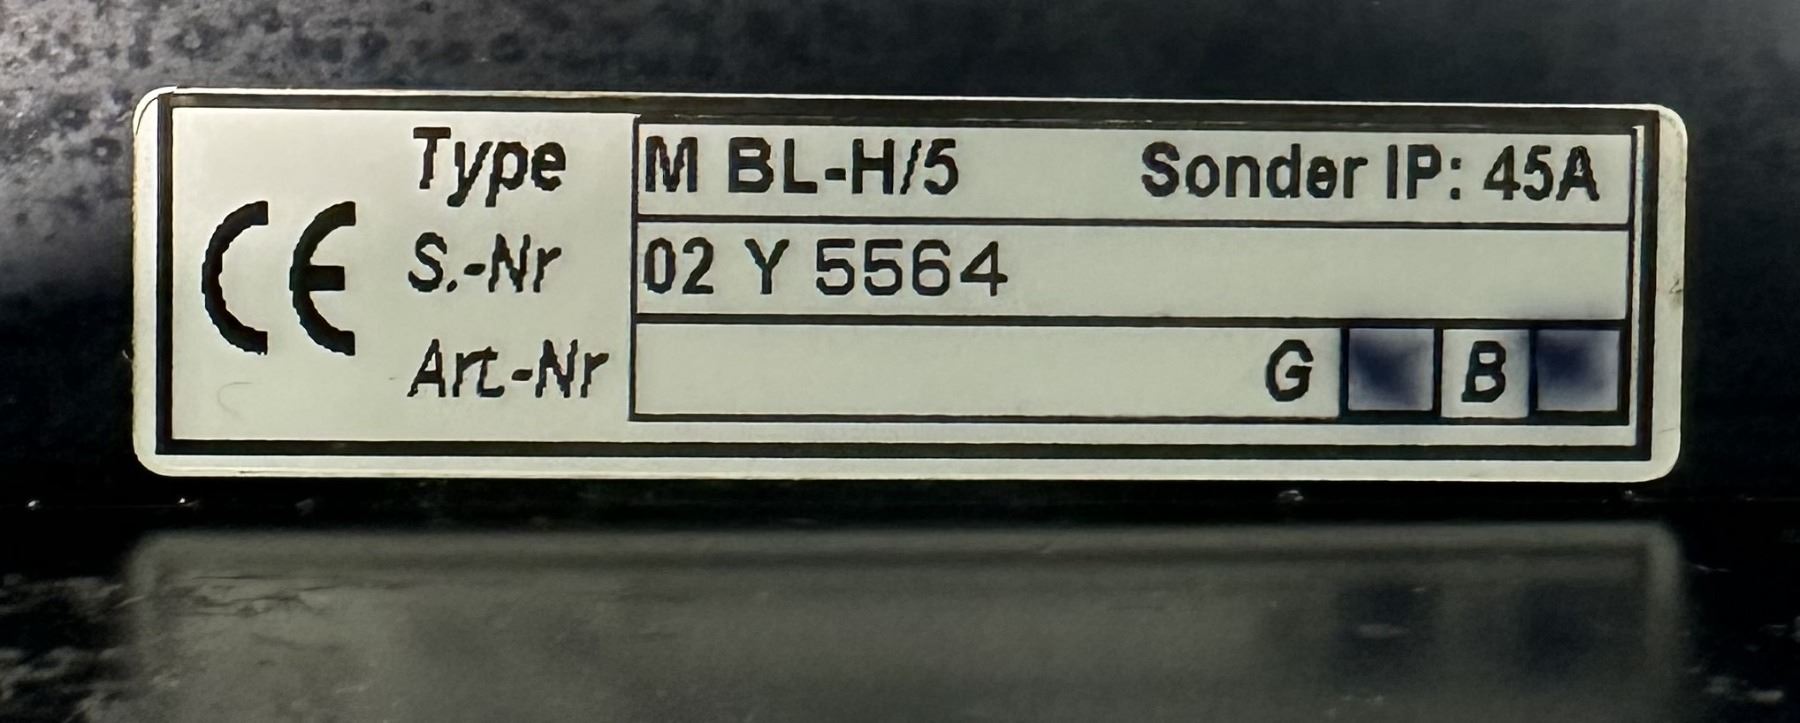 CE
Type M BL-H/5 Sonder IP: 45A
S.-Nr 02 Y 5564
Art.-Nr G B